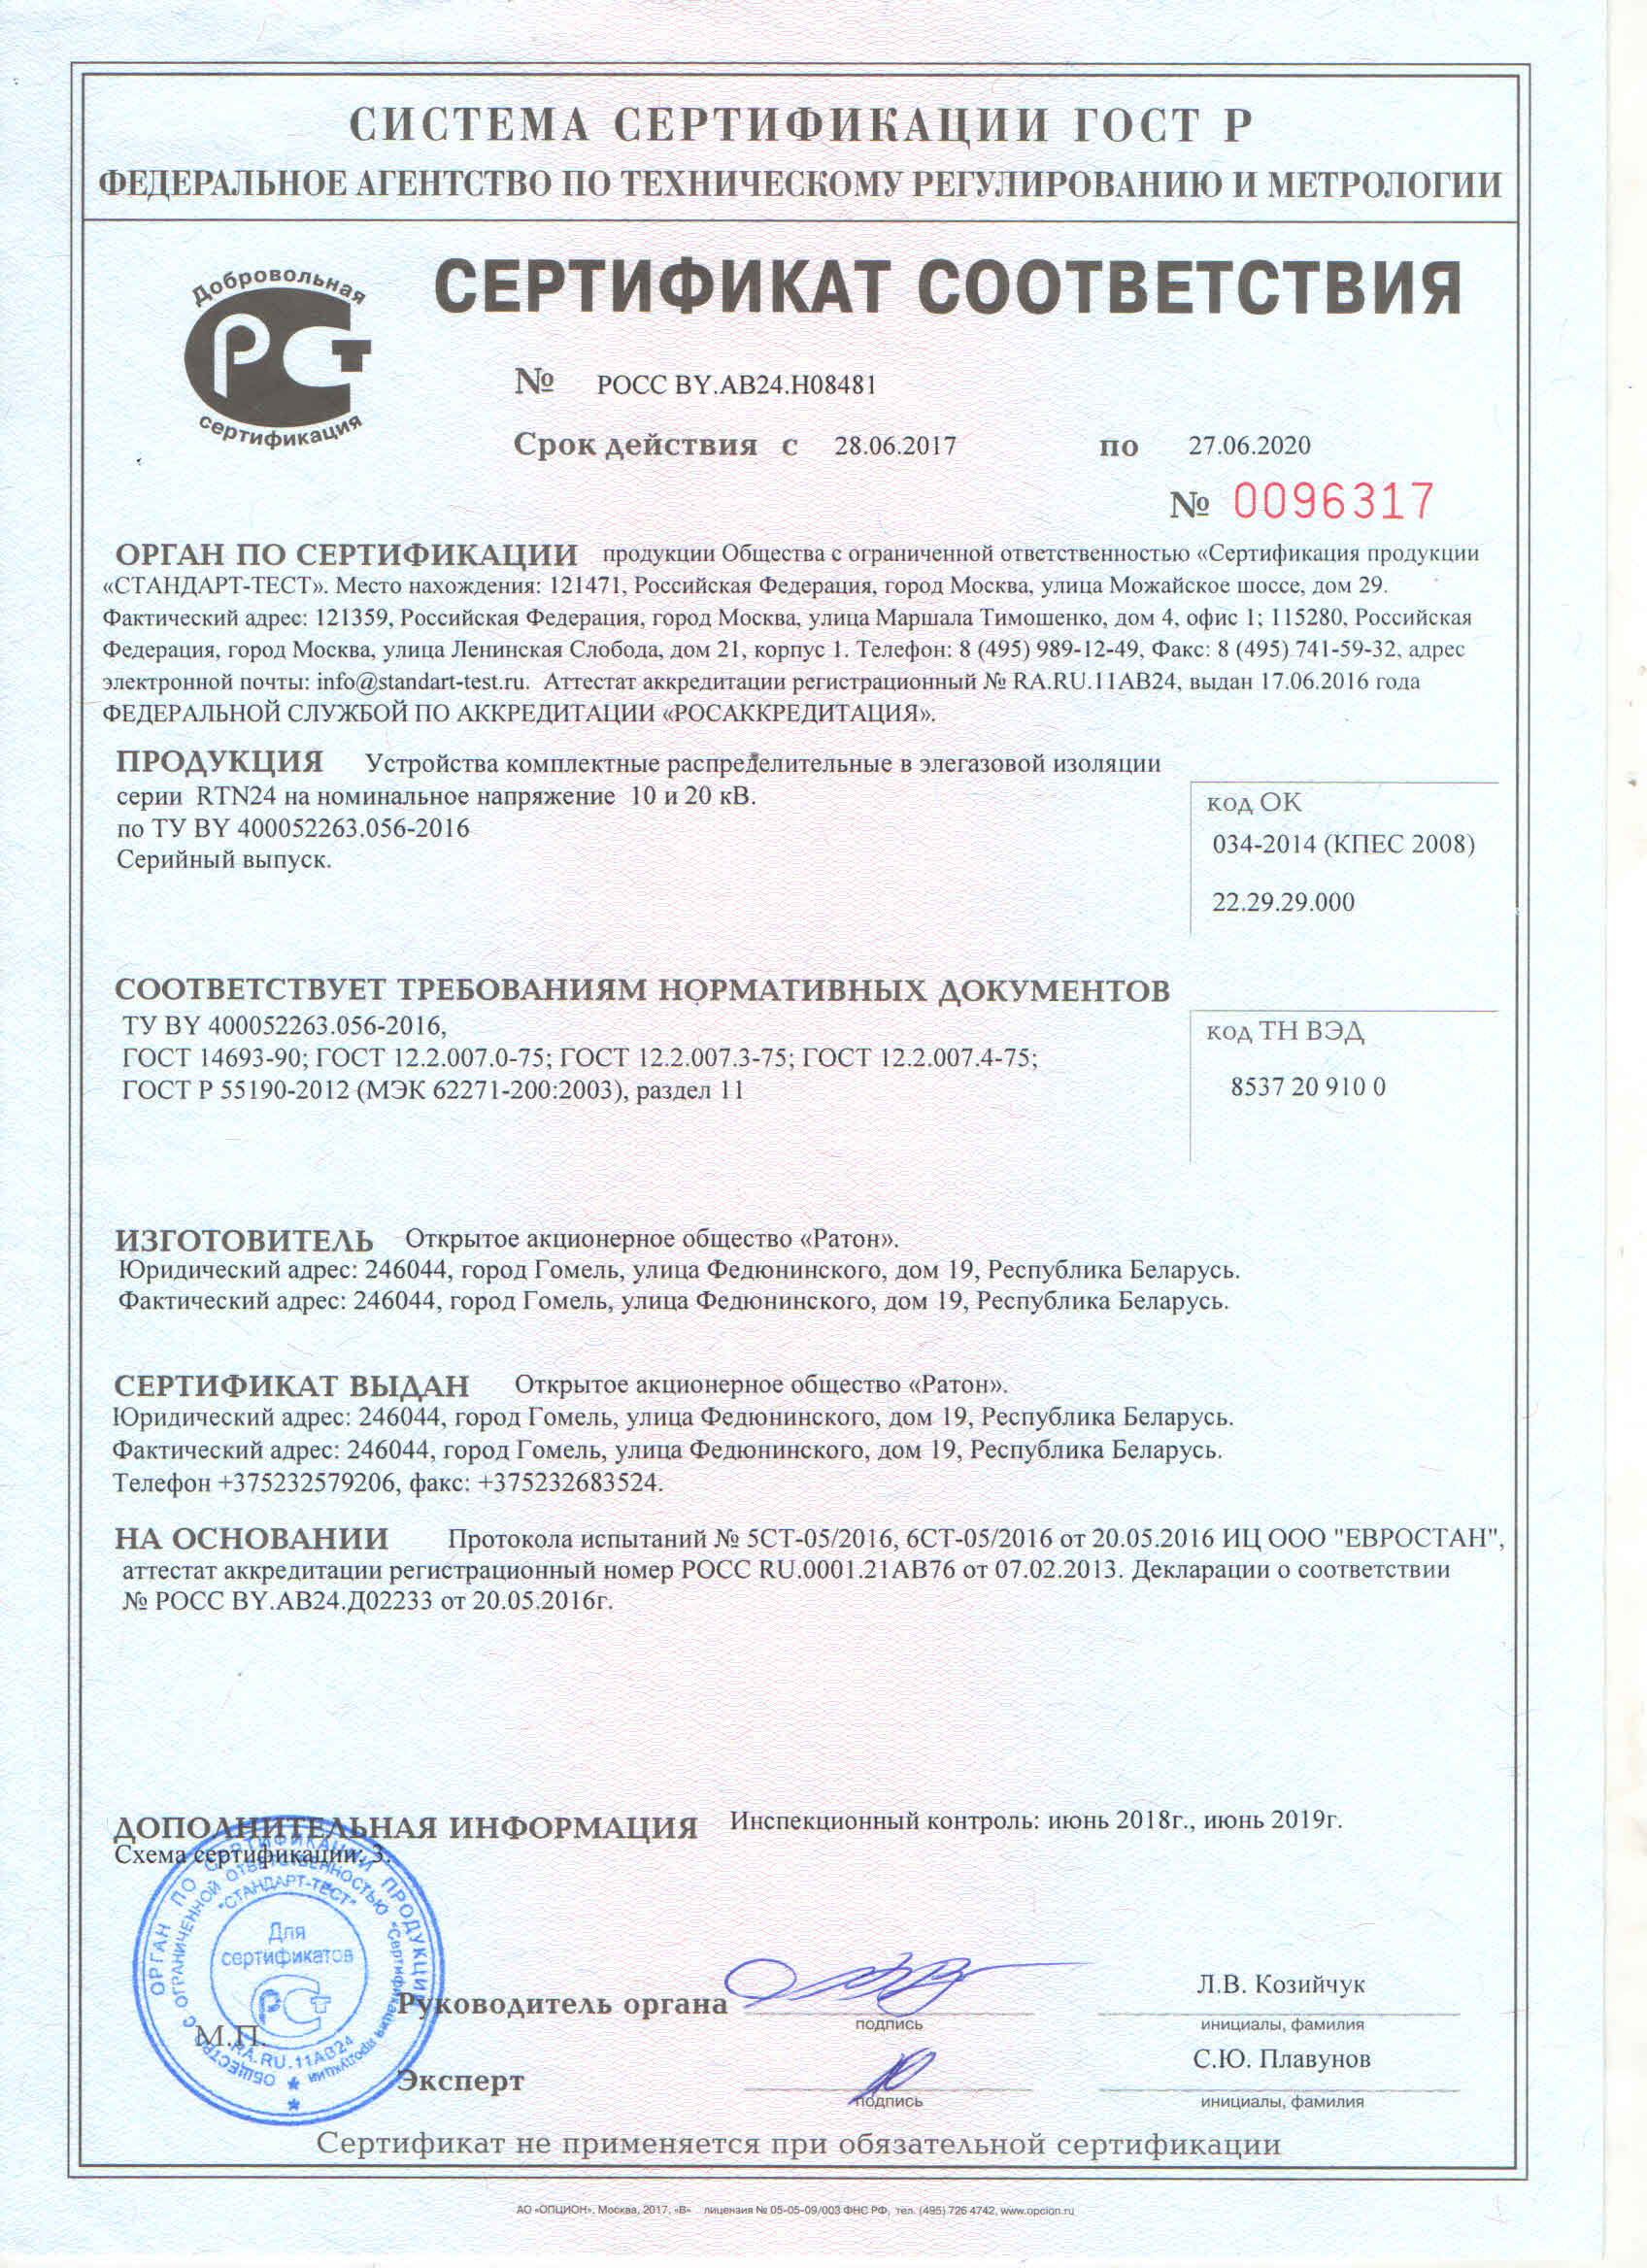 СИСТЕМА СЕРТИФИКАЦИИ ГОСТ Р
ФЕДЕРАЛЬНОЕ АГЕНТСТВО ПО ТЕХНИЧЕСКОМУ РЕГУЛИРОВАНИЮ И МЕТРОЛОГИИ
Добровольная
РСТ
сертификация
СЕРТИФИКАТ СООТВЕТСТВИЯ
№ РОСС BY.АВ24.Н08481
Срок действия с 28.06.2017 по 27.06.2020
№ 0096317
ОРГАН ПО СЕРТИФИКАЦИИ продукции Общества с ограниченной ответственностью «Сертификация продукции
«СТАНДАРТ-ТЕСТ». Место нахождения: 121471, Российская Федерация, город Москва, улица Можайское шоссе, дом 29.
Фактический адрес: 121359, Российская Федерация, город Москва, улица Маршала Тимошенко, дом 4, офис 1; 115280, Российская
Федерация, город Москва, улица Ленинская Слобода, дом 21, корпус 1. Телефон: 8 (495) 989-12-49, Факс: 8 (495) 741-59-32, адрес
электронной почты: info@standart-test.ru. Аттестат аккредитации регистрационный № RA.RU.11АВ24, выдан 17.06.2016 года
ФЕДЕРАЛЬНОЙ СЛУЖБОЙ ПО АККРЕДИТАЦИИ «РОСАККРЕДИТАЦИЯ».
ПРОДУКЦИЯ Устройства комплектные распределительные в элегазовой изоляции
серии RTN24 на номинальное напряжение 10 и 20 кВ.
по ТУ BY 400052263.056-2016
Серийный выпуск.
код ОК
034-2014 (КПЕС 2008)
22.29.29.000
СООТВЕТСТВУЕТ ТРЕБОВАНИЯМ НОРМАТИВНЫХ ДОКУМЕНТОВ
ТУ BY 400052263.056-2016,
ГОСТ 14693-90; ГОСТ 12.2.007.0-75; ГОСТ 12.2.007.3-75; ГОСТ 12.2.007.4-75;
ГОСТ Р 55190-2012 (МЭК 62271-200:2003), раздел 11
код ТН ВЭД
8537 20 910 0
ИЗГОТОВИТЕЛЬ Открытое акционерное общество «Ратон».
Юридический адрес: 246044, город Гомель, улица Федюнинского, дом 19, Республика Беларусь.
Фактический адрес: 246044, город Гомель, улица Федюнинского, дом 19, Республика Беларусь.
СЕРТИФИКАТ ВЫДАН Открытое акционерное общество «Ратон».
Юридический адрес: 246044, город Гомель, улица Федюнинского, дом 19, Республика Беларусь.
Фактический адрес: 246044, город Гомель, улица Федюнинского, дом 19, Республика Беларусь.
Телефон +375232579206, факс: +375232683524.
НА ОСНОВАНИИ Протокола испытаний № 5СТ-05/2016, 6СТ-05/2016 от 20.05.2016 ИЦ ООО "ЕВРОСТАН",
аттестат аккредитации регистрационный номер РОСС RU.0001.21АВ76 от 07.02.2013. Декларации о соответствии
№ РОСС BY.АВ24.Д02233 от 20.05.2016г.
ДОПОЛНИТЕЛЬНАЯ ИНФОРМАЦИЯ Инспекционный контроль: июнь 2018г., июнь 2019г.
Схема сертификации: 3.
ОРГАН ПО СЕРТИФИКАЦИИ ПРОДУКЦИИ
ОБЩЕСТВО С ОГРАНИЧЕННОЙ ОТВЕТСТВЕННОСТЬЮ "Сертификация продукции
"СТАНДАРТ-ТЕСТ"
Для
сертификатов
РСТ
RA.RU.11АВ24
М.П.
Руководитель органа
подпись
Л.В. Козийчук
инициалы, фамилия
Эксперт
подпись
С.Ю. Плавунов
инициалы, фамилия
Сертификат не применяется при обязательной сертификации
АО «ОПЦИОН», Москва, 2017, «В» лицензия № 05-05-09/003 ФНС РФ, тел. (495) 726 4742, www.opcion.ru